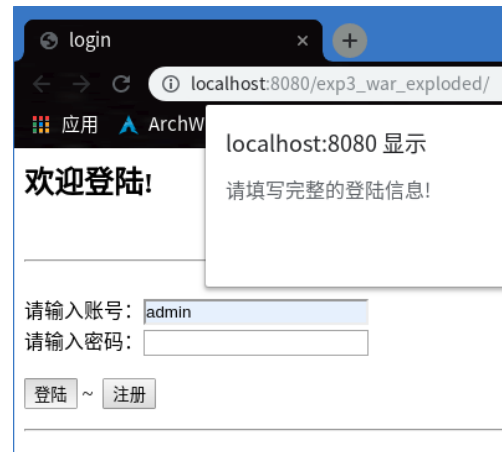 login × +
localhost:8080/exp3_war_exploded/
应用 ArchW
localhost:8080 显示
请填写完整的登陆信息!
欢迎登陆!
请输入账号：admin
请输入密码：
登陆 ~ 注册